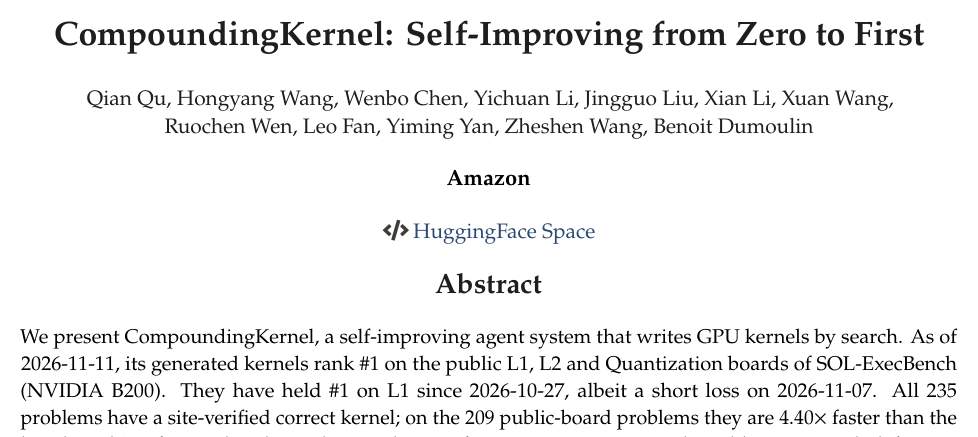 CompoundingKernel: Self-Improving from Zero to First
Qian Qu, Hongyang Wang, Wenbo Chen, Yichuan Li, Jingguo Liu, Xian Li, Xuan Wang,
Ruochen Wen, Leo Fan, Yiming Yan, Zheshen Wang, Benoit Dumoulin
Amazon
</> HuggingFace Space
Abstract
We present CompoundingKernel, a self-improving agent system that writes GPU kernels by search. As of
2026-11-11, its generated kernels rank #1 on the public L1, L2 and Quantization boards of SOL-ExecBench
(NVIDIA B200). They have held #1 on L1 since 2026-10-27, albeit a short loss on 2026-11-07. All 235
problems have a site-verified correct kernel; on the 209 public-board problems they are 4.40× faster than the